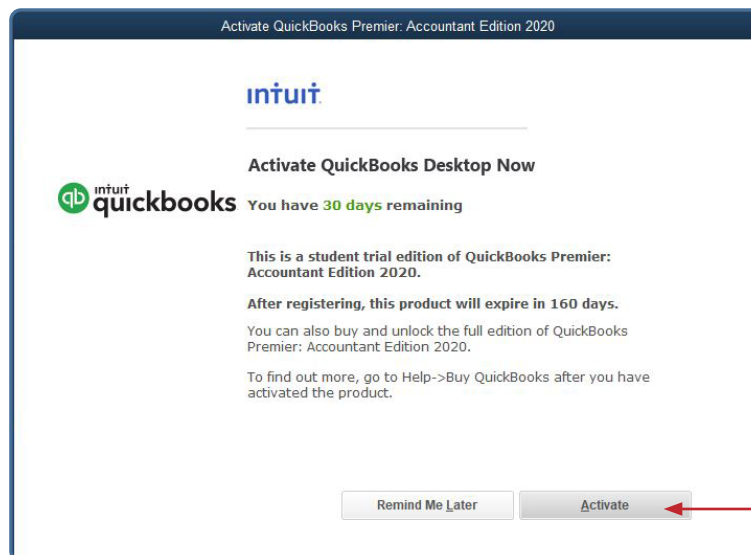 Activate QuickBooks Premier: Accountant Edition 2020
intuit.
Activate QuickBooks Desktop Now
intuit
quickbooks
qb
You have 30 days remaining
This is a student trial edition of QuickBooks Premier:
Accountant Edition 2020.
After registering, this product will expire in 160 days.
You can also buy and unlock the full edition of QuickBooks
Premier: Accountant Edition 2020.
To find out more, go to Help->Buy QuickBooks after you have
activated the product.
Remind Me Later
Activate